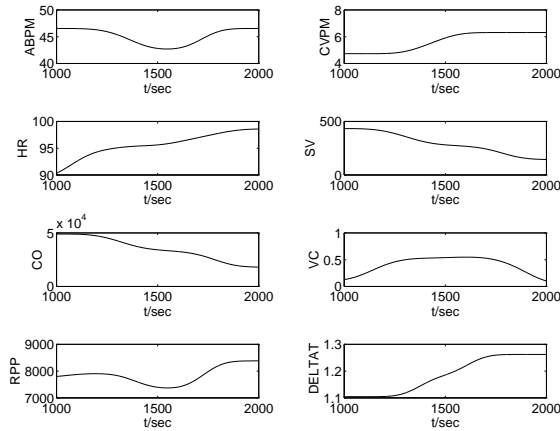 50
45
40
ABPM
1000 1500 2000
t/sec
8
6
4
CVPM
1000 1500 2000
t/sec
100
95
90
HR
1000 1500 2000
t/sec
500
0
SV
1000 1500 2000
t/sec
x 10^4
5
0
CO
1000 1500 2000
t/sec
1
0.5
0
VC
1000 1500 2000
t/sec
9000
8000
7000
RPP
1000 1500 2000
t/sec
1.3
1.2
1.1
DELTAT
1000 1500 2000
t/sec